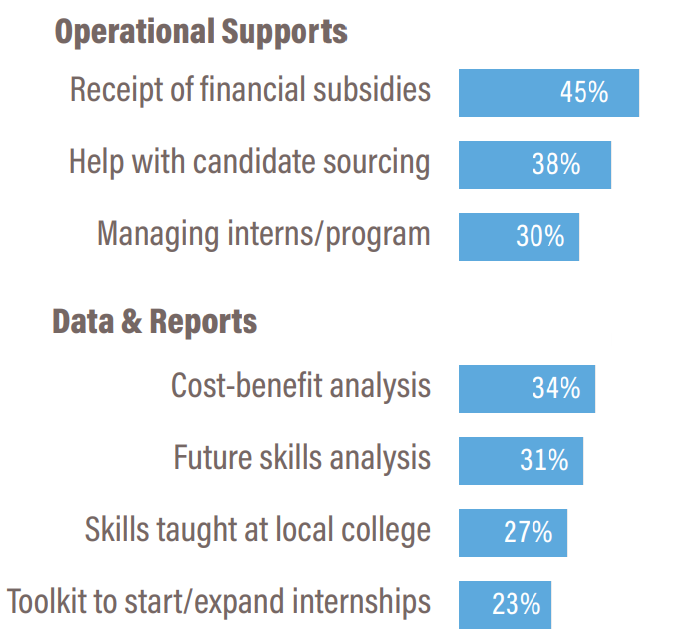 Operational Supports
Receipt of financial subsidies 45%
Help with candidate sourcing 38%
Managing interns/program 30%
Data & Reports
Cost-benefit analysis 34%
Future skills analysis 31%
Skills taught at local college 27%
Toolkit to start/expand internships 23%